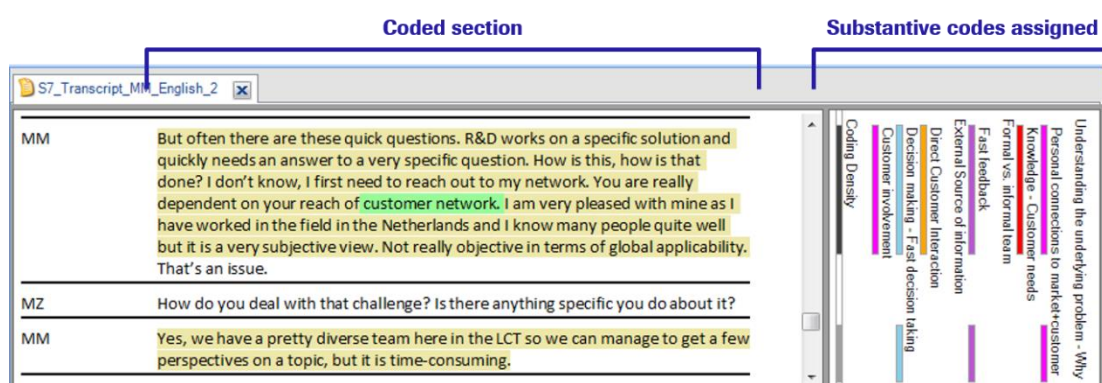 Coded section
Substantive codes assigned
S7_Transcript_MM_English_2
MM
But often there are these quick questions. R&D works on a specific solution and
quickly needs an answer to a very specific question. How is this, how is that
done? I don't know, I first need to reach out to my network. You are really
dependent on your reach of customer network. I am very pleased with mine as I
have worked in the field in the Netherlands and I know many people quite well
but it is a very subjective view. Not really objective in terms of global applicability.
That's an issue.
MZ
How do you deal with that challenge? Is there anything specific you do about it?
MM
Yes, we have a pretty diverse team here in the LCT so we can manage to get a few
perspectives on a topic, but it is time-consuming.
Understanding the underlying problem - Why
Personal connections to market+customer
Knowledge - Customer needs
Formal vs. informal team
Fast feedback
External Source of information
Direct Customer Interaction
Decision making - Fast decision taking
Customer involvement
Coding Density